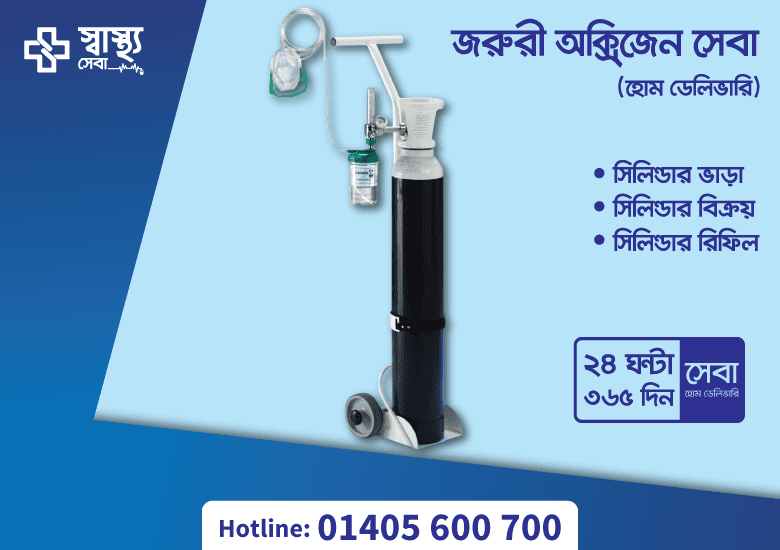 স্বাস্থ্য
সেবা
জরুরী অক্সিজেন সেবা
(হোম ডেলিভারি)
• সিলিন্ডার ভাড়া
• সিলিন্ডার বিক্রয়
• সিলিন্ডার রিফিল
২৪ ঘন্টা
৩৬৫ দিন
সেবা
হোম ডেলিভারি
Hotline: 01405 600 700